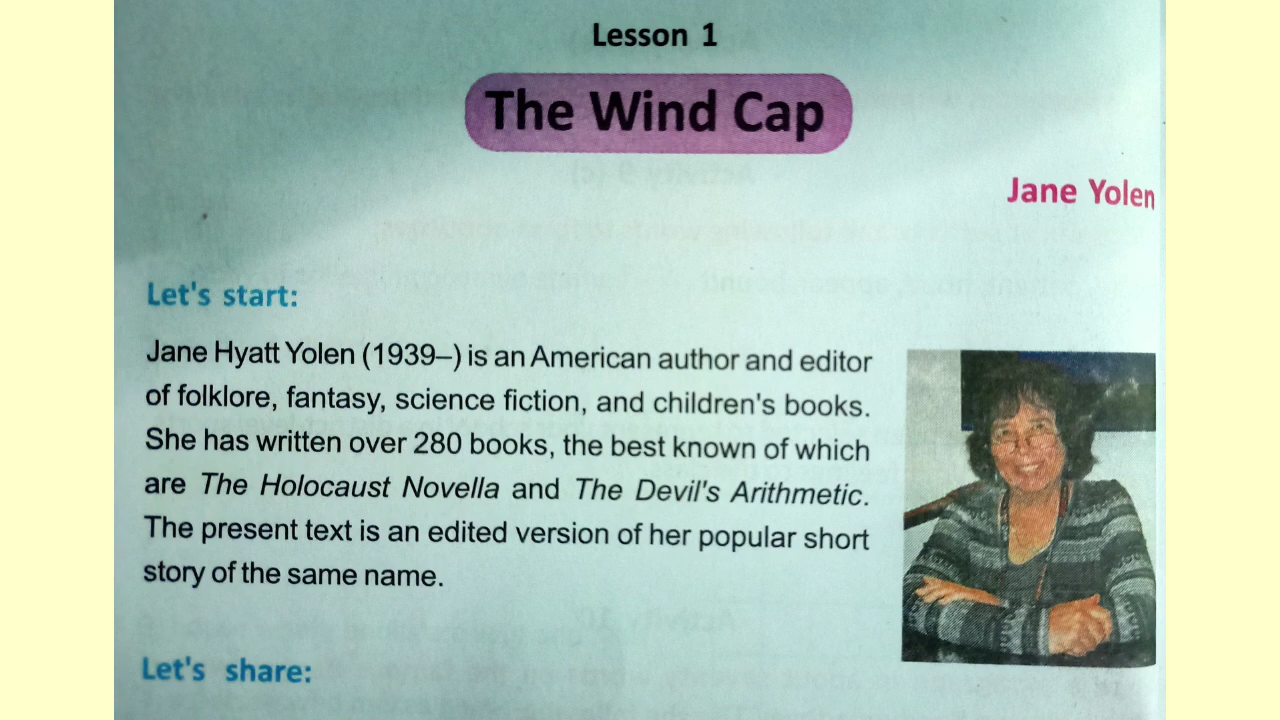 Lesson 1
The Wind Cap
Jane Yolen
Let's start:
Jane Hyatt Yolen (1939–) is an American author and editor
of folklore, fantasy, science fiction, and children's books.
She has written over 280 books, the best known of which
are The Holocaust Novella and The Devil's Arithmetic.
The present text is an edited version of her popular short
story of the same name.
Let's share: